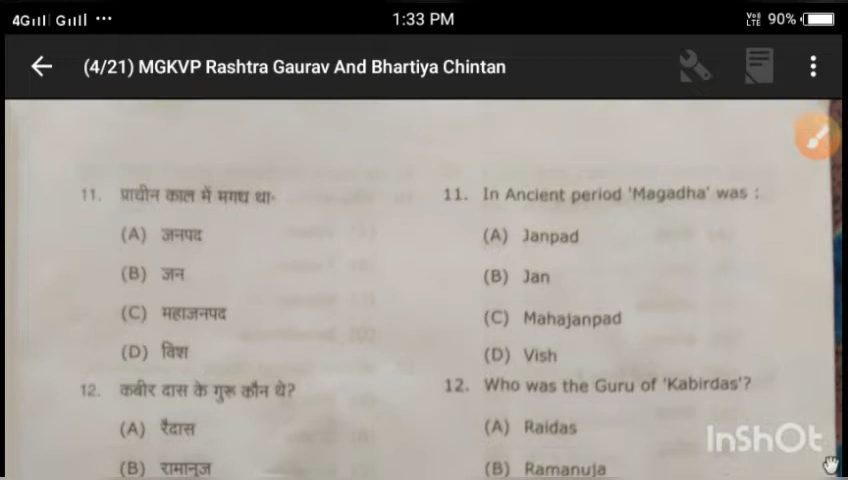 4G G ••• 1:33 PM VoI LTE 90%
(4/21) MGKVP Rashtra Gaurav And Bhartiya Chintan
11. प्राचीन काल में मगध था-
(A) जनपद
(B) जन
(C) महाजनपद
(D) विश
12. कबीर दास के गुरू कौन थे?
(A) रैदास
(B) रामानुज
11. In Ancient period 'Magadha' was :
(A) Janpad
(B) Jan
(C) Mahajanpad
(D) Vish
12. Who was the Guru of 'Kabirdas'?
(A) Raidas
(B) Ramanuja
InShOt